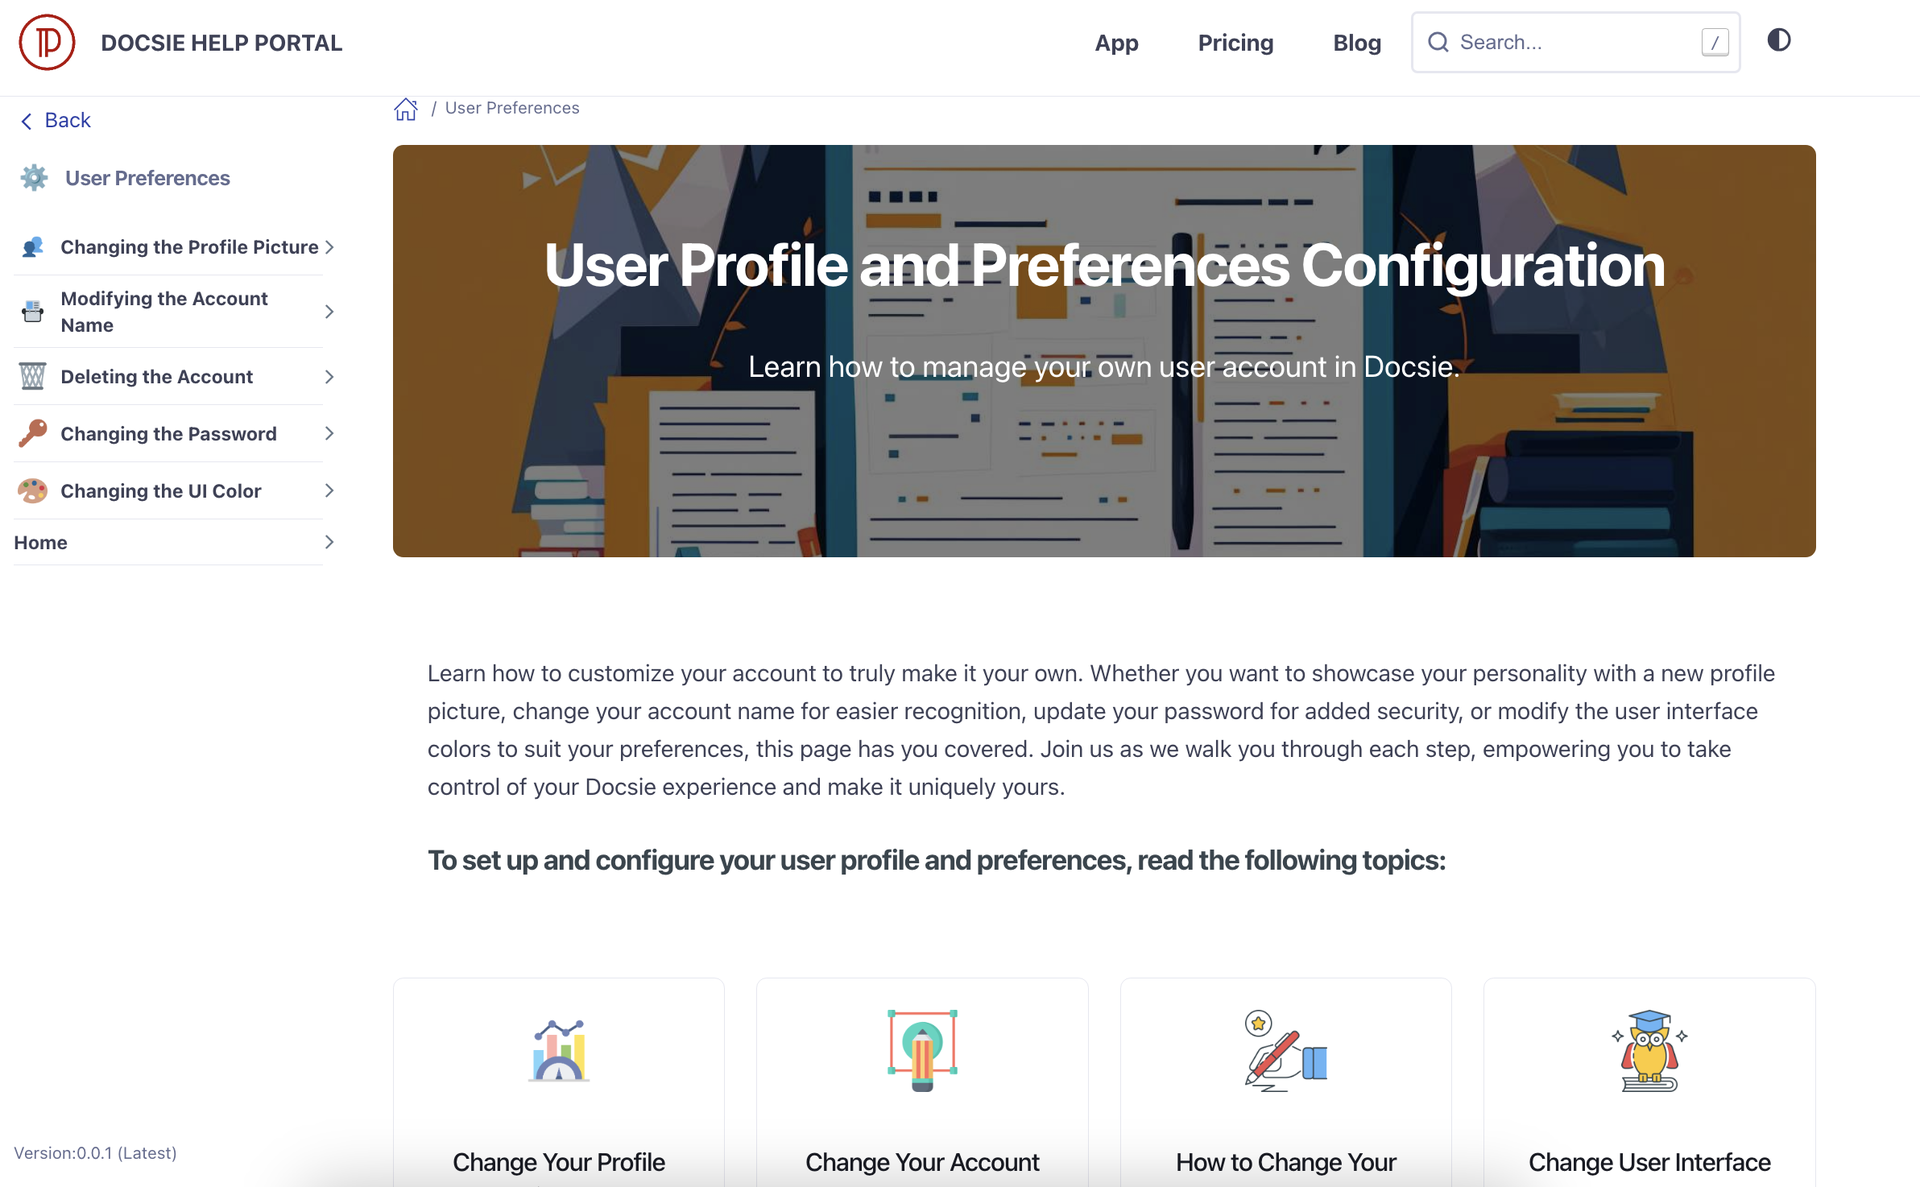 DOCSIE HELP PORTAL
App
Pricing
Blog
Search...
/
Back
/ User Preferences
User Preferences
Changing the Profile Picture
Modifying the Account
Name
Deleting the Account
Changing the Password
Changing the UI Color
Home
User Profile and Preferences Configuration
Learn how to manage your own user account in Docsie.
Learn how to customize your account to truly make it your own. Whether you want to showcase your personality with a new profile
picture, change your account name for easier recognition, update your password for added security, or modify the user interface
colors to suit your preferences, this page has you covered. Join us as we walk you through each step, empowering you to take
control of your Docsie experience and make it uniquely yours.
To set up and configure your user profile and preferences, read the following topics:
Change Your Profile
Change Your Account
How to Change Your
Change User Interface
Version:0.0.1 (Latest)